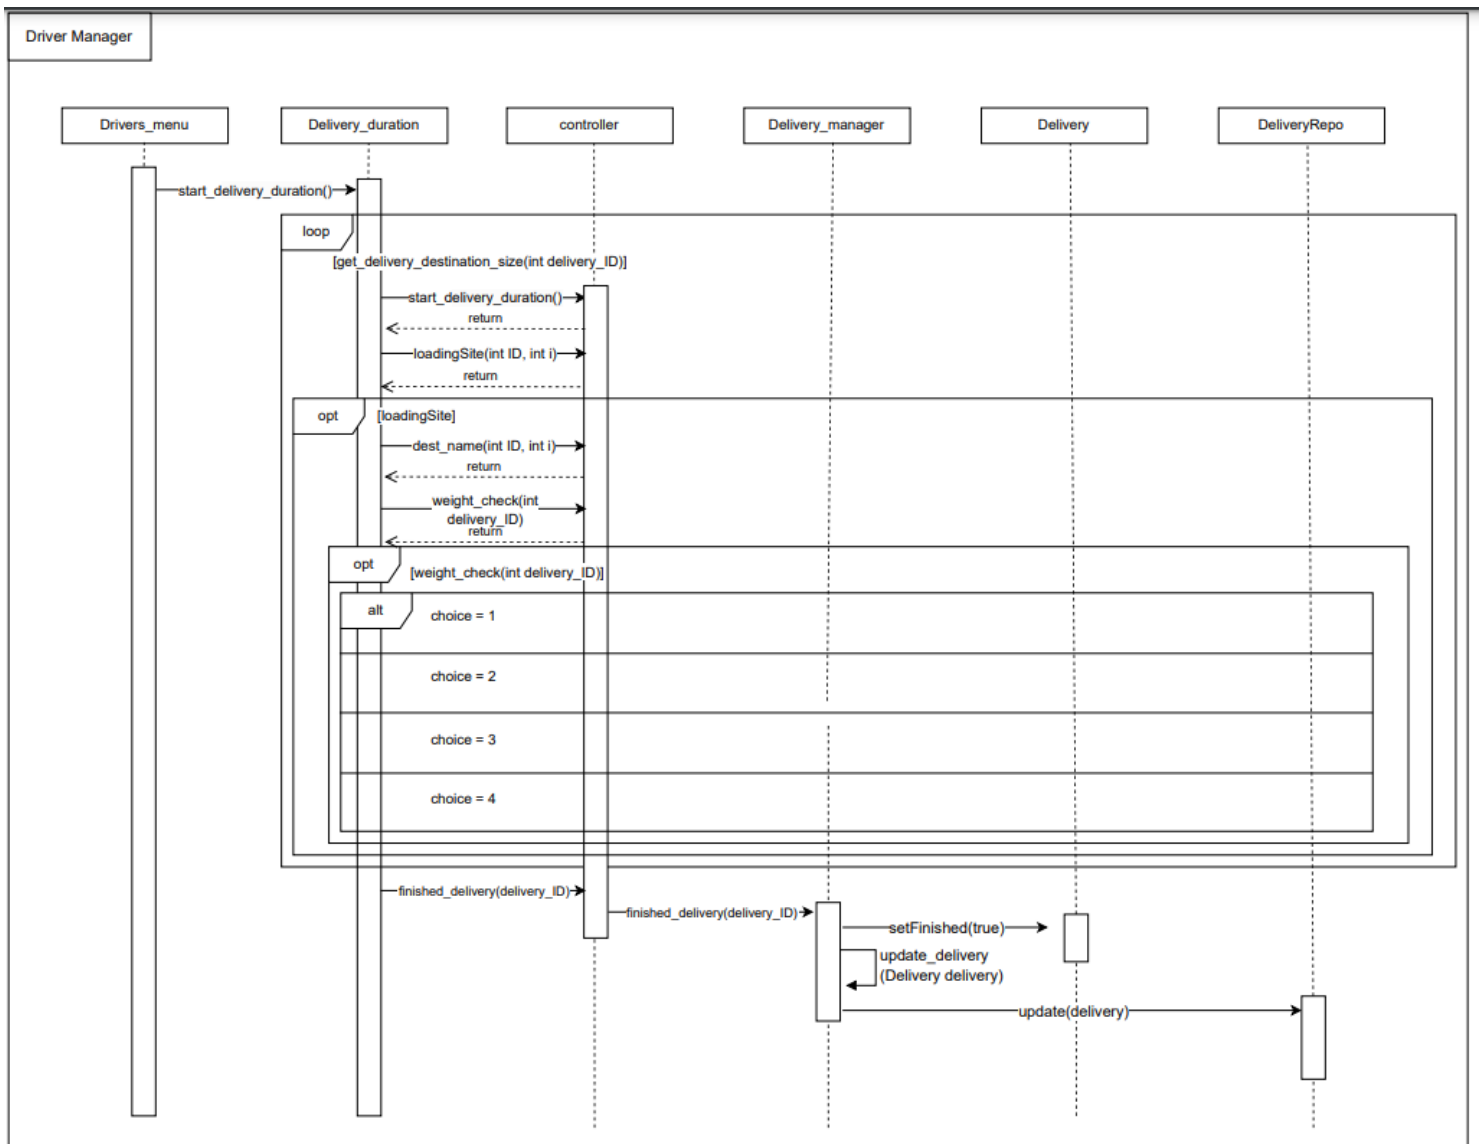 Driver Manager
Drivers_menu
Delivery_duration
controller
Delivery_manager
Delivery
DeliveryRepo
start_delivery_duration()
loop
[get_delivery_destination_size(int delivery_ID)]
start_delivery_duration()
return
loadingSite(int ID, int i)
return
opt
[loadingSite]
dest_name(int ID, int i)
return
weight_check(int
delivery_ID)
return
opt
[weight_check(int delivery_ID)]
alt
choice = 1
choice = 2
choice = 3
choice = 4
finished_delivery(delivery_ID)
finished_delivery(delivery_ID)
setFinished(true)
update_delivery
(Delivery delivery)
update(delivery)